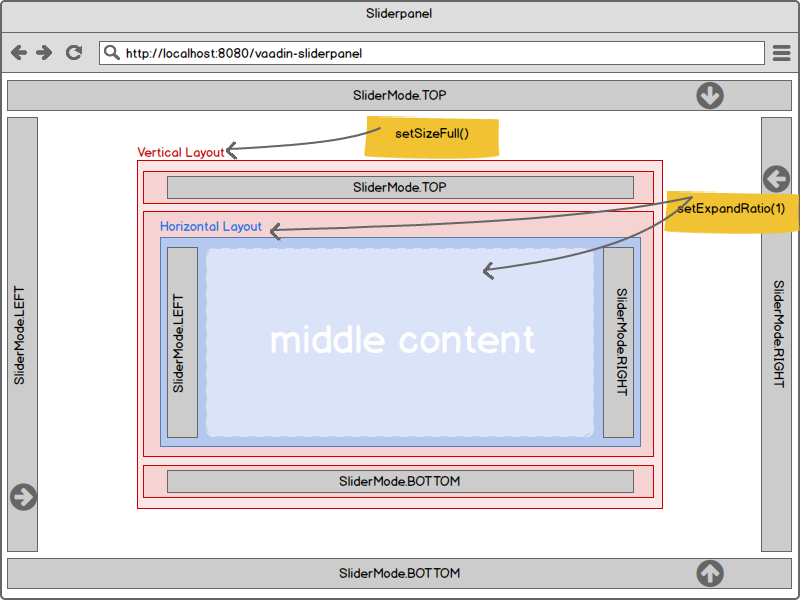 Sliderpanel
http://localhost:8080/vaadin-sliderpanel
SliderMode.TOP
setSizeFull()
Vertical Layout
SliderMode.TOP
setExpandRatio(1)
Horizontal Layout
SliderMode.LEFT
SliderMode.LEFT
middle content
SliderMode.RIGHT
SliderMode.RIGHT
SliderMode.BOTTOM
SliderMode.BOTTOM